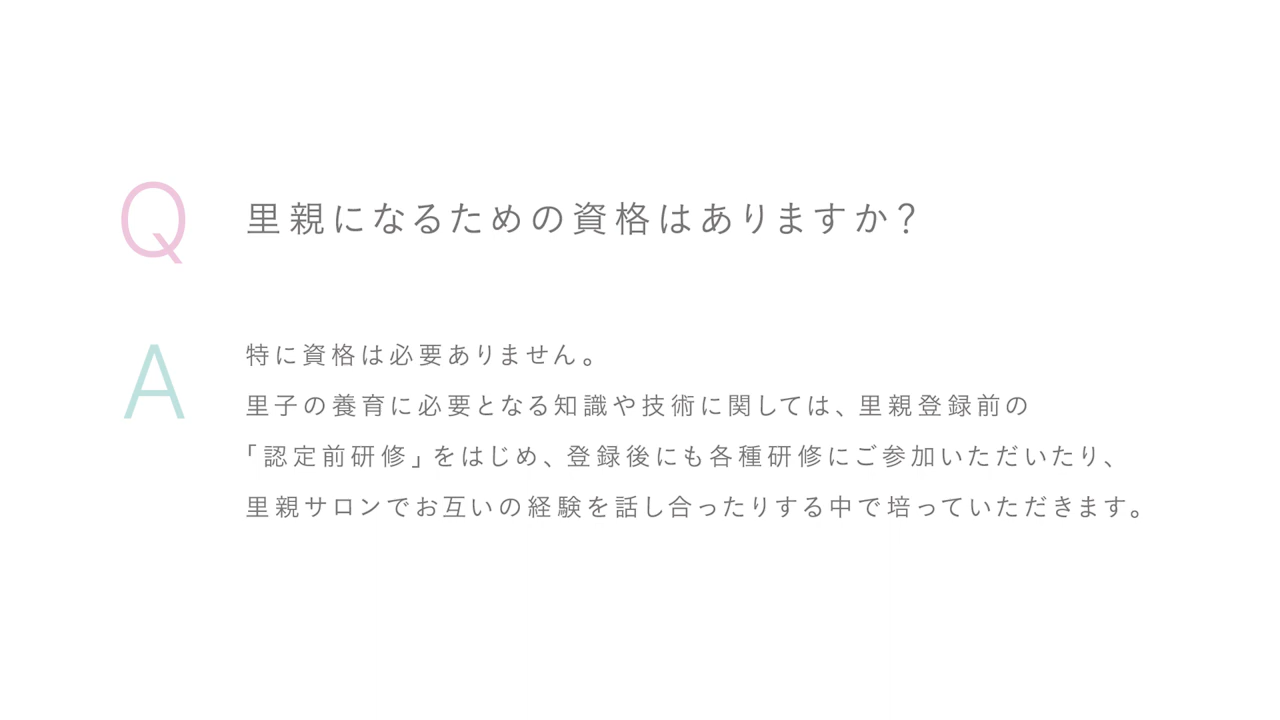 Q 里親になるための資格はありますか？
A 特に資格は必要ありません。
里子の養育に必要となる知識や技術に関しては、里親登録前の
「認定前研修」をはじめ、登録後にも各種研修にご参加いただいたり、
里親サロンでお互いの経験を話し合ったりする中で培っていただきます。